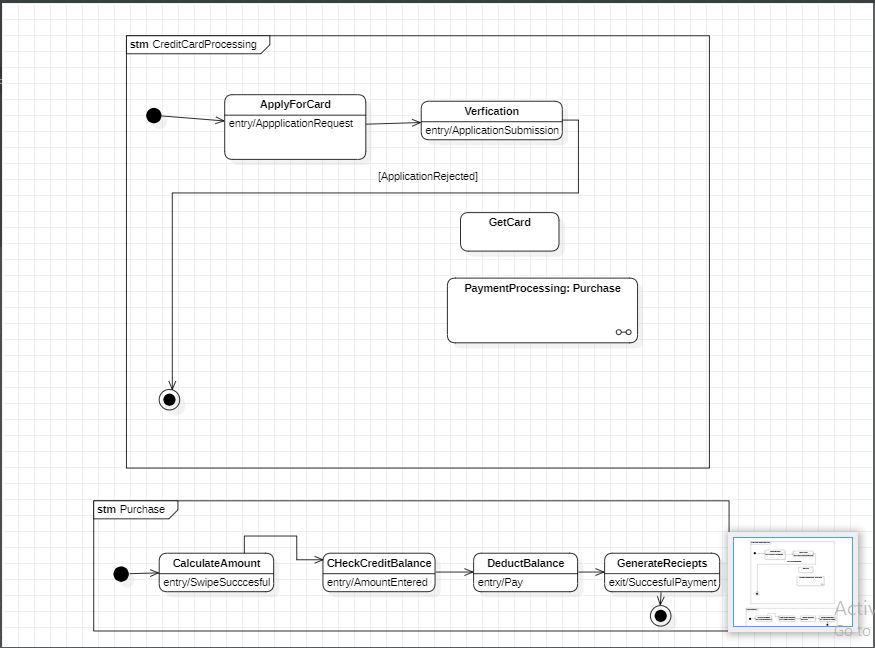 stm CreditCardProcessing
ApplyForCard
entry/AppplicationRequest
Verfication
entry/ApplicationSubmission
[ApplicationRejected]
GetCard
PaymentProcessing: Purchase
stm Purchase
CalculateAmount
entry/SwipeSucccesful
CHeckCreditBalance
entry/AmountEntered
DeductBalance
entry/Pay
GenerateReciepts
exit/SuccesfulPayment
Activ
Go to